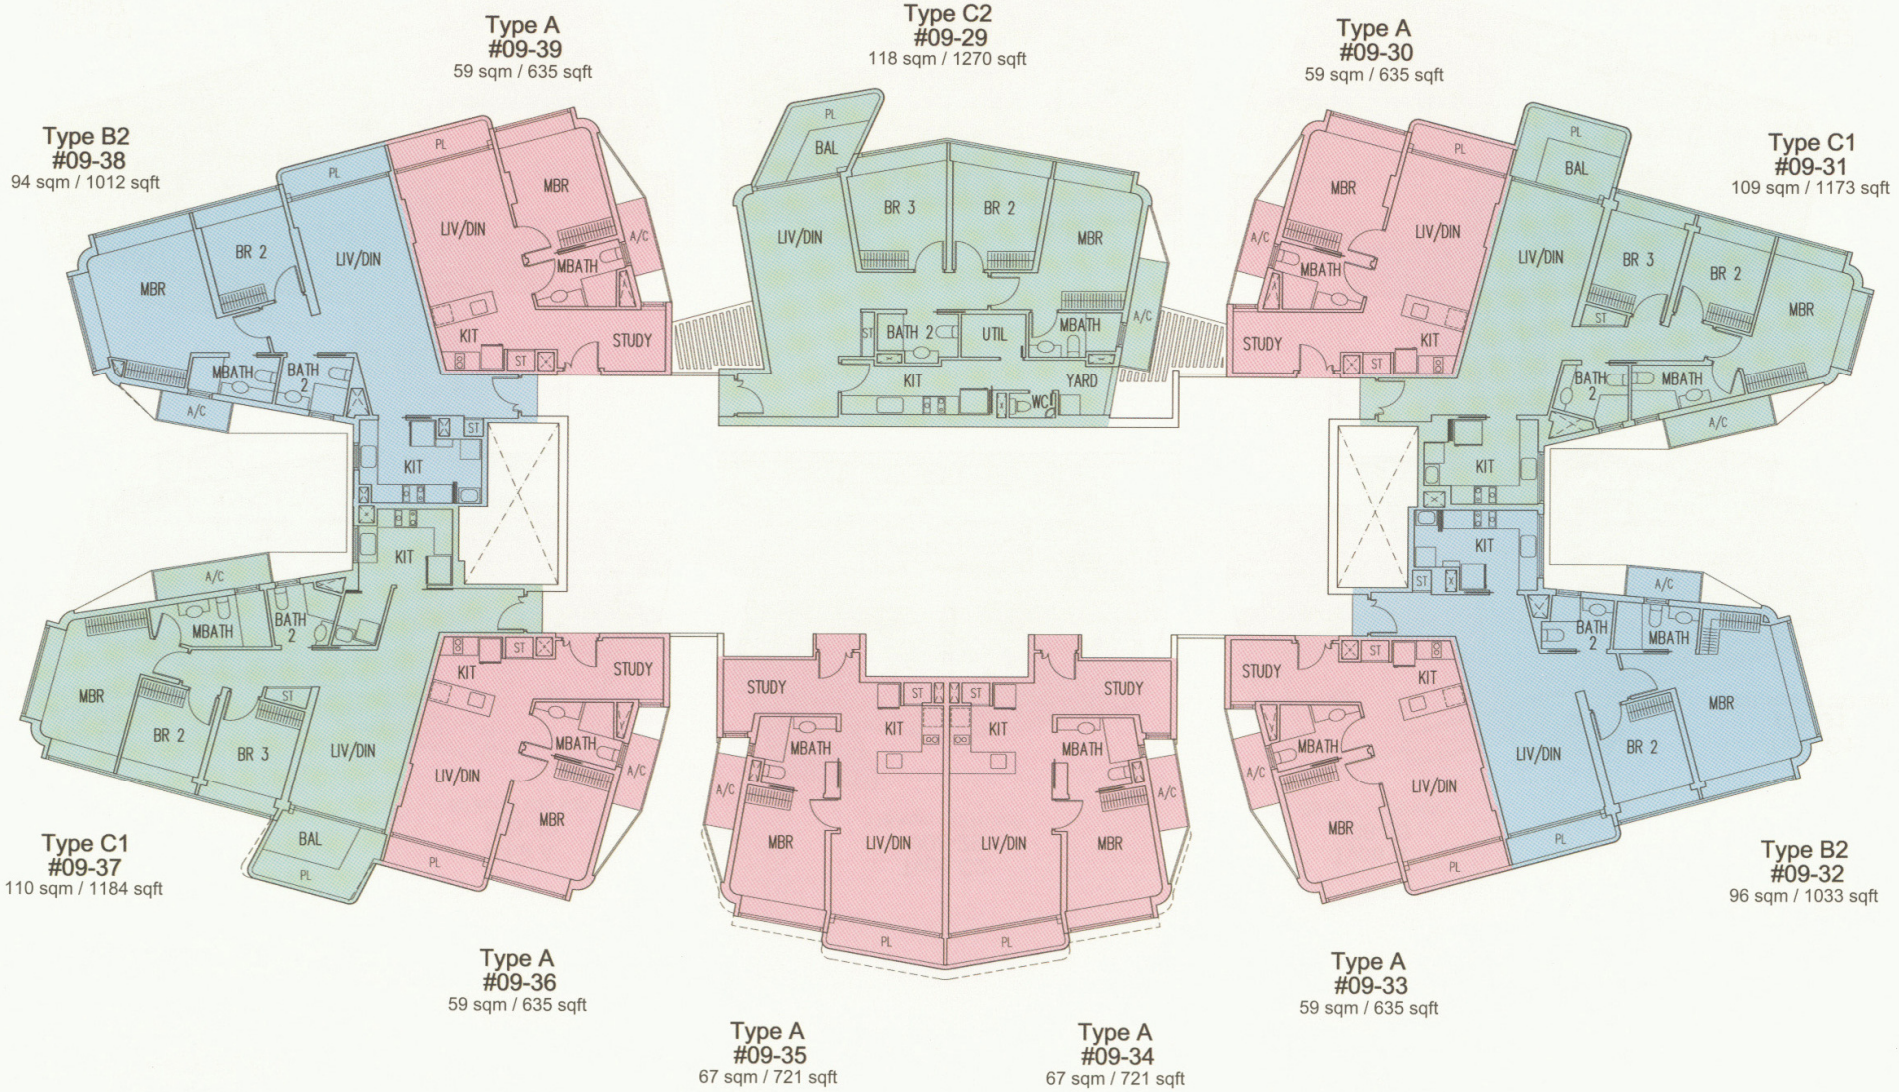 Type A
#09-39
59 sqm / 635 sqft
Type C2
#09-29
118 sqm / 1270 sqft
Type A
#09-30
59 sqm / 635 sqft
Type B2
#09-38
94 sqm / 1012 sqft
Type C1
#09-31
109 sqm / 1173 sqft
PL
BR 2
LIV/DIN
MBR
MBATH
BATH
2
A/C
ST
KIT
PL
MBR
LIV/DIN
A/C
MBATH
KIT
ST
STUDY
PL
BAL
BR 3
BR 2
LIV/DIN
MBR
ST
BATH 2
UTIL
MBATH
A/C
KIT
YARD
WC
PL
MBR
LIV/DIN
A/C
MBATH
STUDY
ST
KIT
PL
BAL
LIV/DIN
BR 3
BR 2
MBR
ST
BATH
2
MBATH
A/C
KIT
KIT
A/C
MBATH
BATH
2
MBR
BR 2
ST
BR 3
LIV/DIN
BAL
PL
KIT
ST
STUDY
MBATH
LIV/DIN
A/C
MBR
PL
STUDY
ST
KIT
MBATH
A/C
MBR
LIV/DIN
PL
ST
KIT
STUDY
MBATH
A/C
LIV/DIN
MBR
PL
STUDY
ST
KIT
MBATH
A/C
LIV/DIN
MBR
PL
KIT
ST
A/C
BATH
2
MBATH
MBR
BR 2
LIV/DIN
PL
Type C1
#09-37
110 sqm / 1184 sqft
Type B2
#09-32
96 sqm / 1033 sqft
Type A
#09-36
59 sqm / 635 sqft
Type A
#09-33
59 sqm / 635 sqft
Type A
#09-35
67 sqm / 721 sqft
Type A
#09-34
67 sqm / 721 sqft